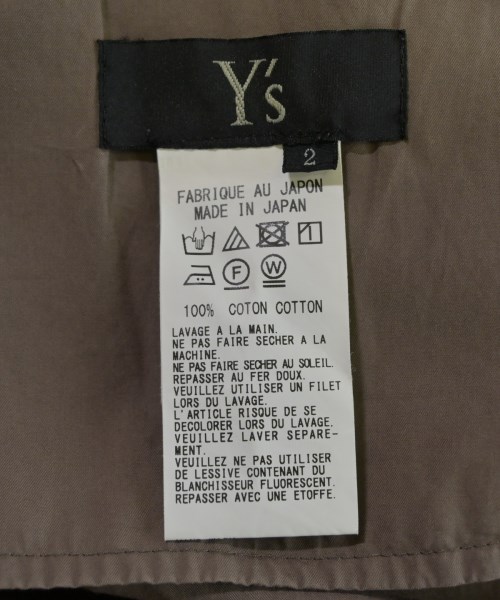 Y's
2
FABRIQUE AU JAPON
MADE IN JAPAN
F W
100% COTON COTTON
LAVAGE A LA MAIN.
NE PAS FAIRE SECHER A LA
MACHINE.
NE PAS FAIRE SECHER AU SOLEIL.
REPASSER AU FER DOUX.
VEUILLEZ UTILISER UN FILET
LORS DU LAVAGE.
L'ARTICLE RISQUE DE SE
DECOLORER LORS DU LAVAGE.
VEUILLEZ LAVER SEPARE-
MENT.
VEUILLEZ NE PAS UTILISER
DE LESSIVE CONTENANT DU
BLANCHISSEUR FLUORESCENT.
REPASSER AVEC UNE ETOFFE.